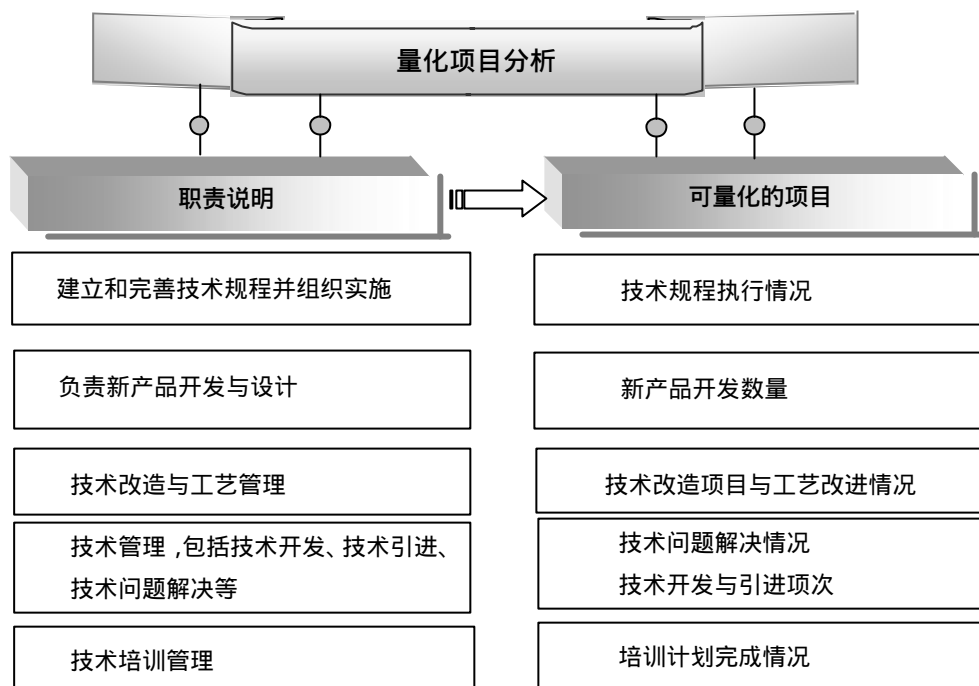 量化项目分析
职责说明
可量化的项目
建立和完善技术规程并组织实施
技术规程执行情况
负责新产品开发与设计
新产品开发数量
技术改造与工艺管理
技术改造项目与工艺改进情况
技术管理,包括技术开发、技术引进、
技术问题解决等
技术问题解决情况
技术开发与引进项次
技术培训管理
培训计划完成情况